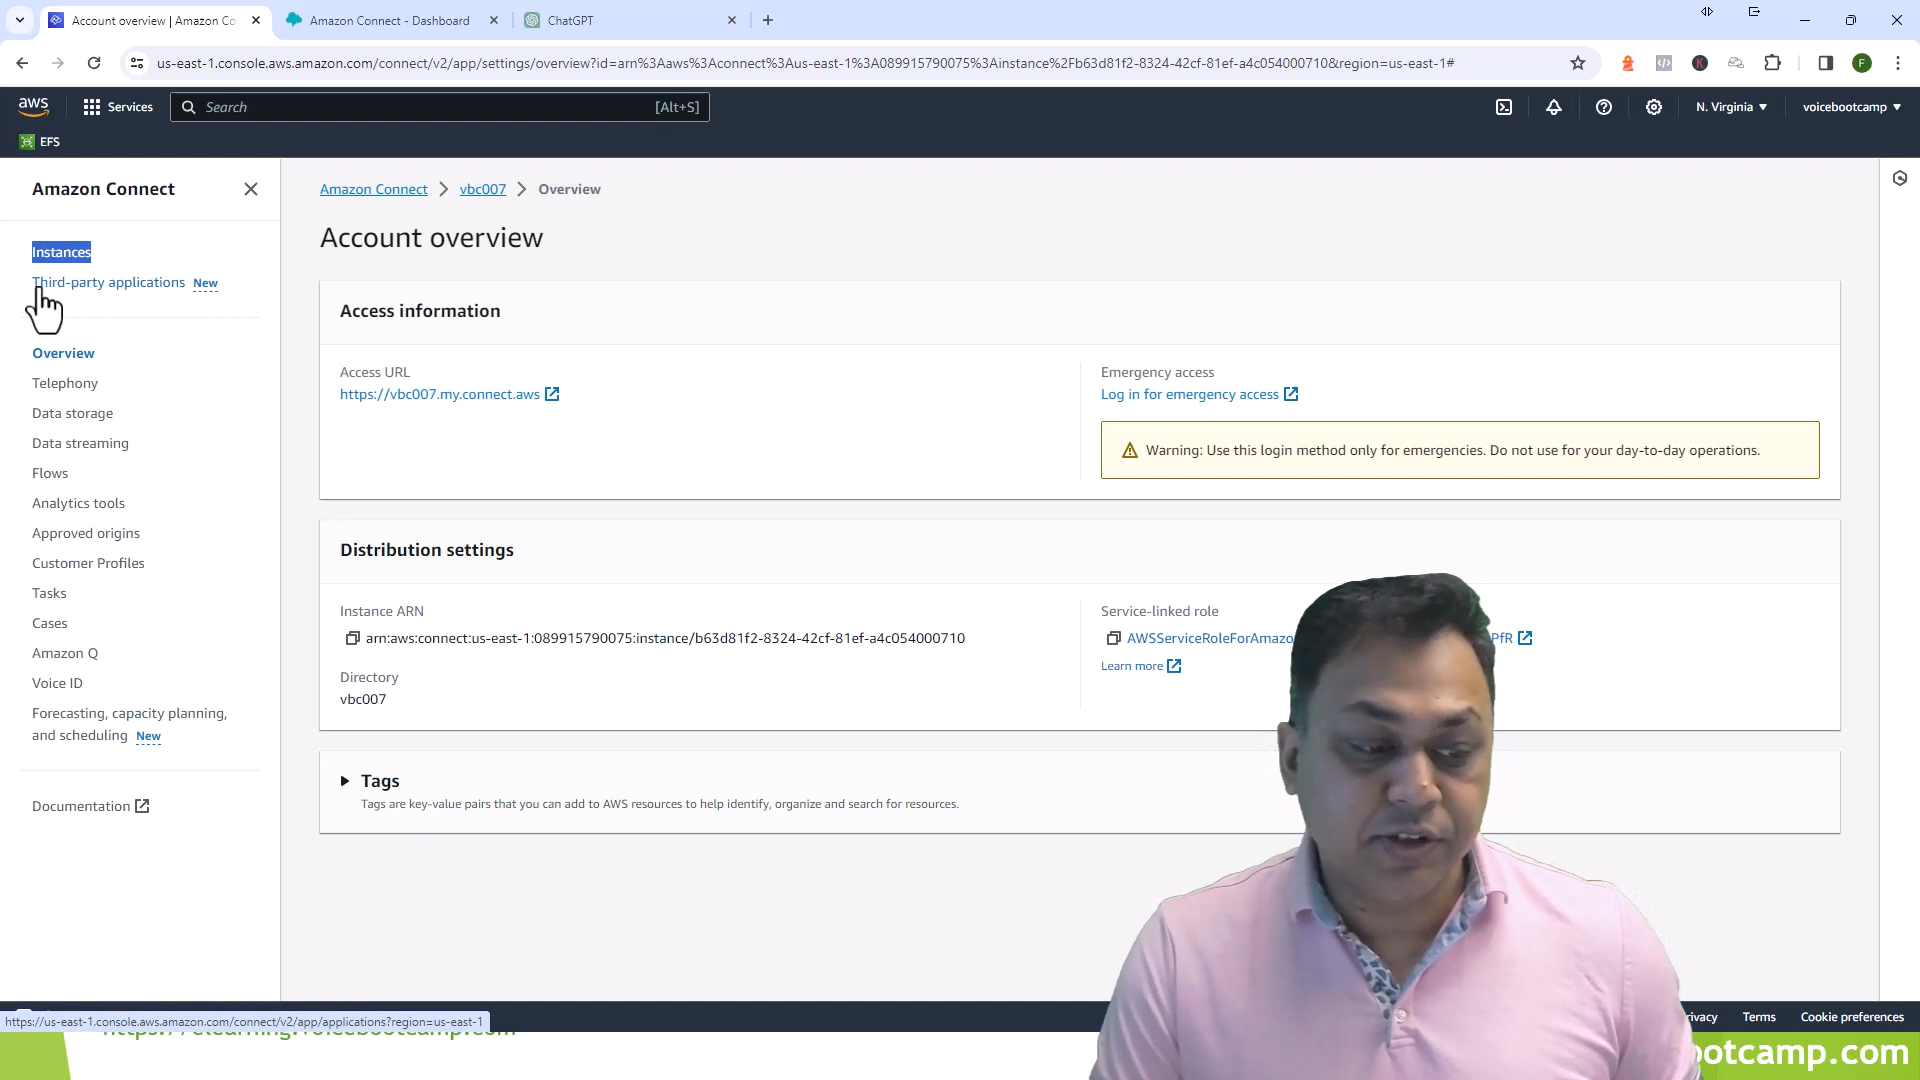 Account overview | Amazon Co
Amazon Connect - Dashboard
ChatGPT
us-east-1.console.aws.amazon.com/connect/v2/app/settings/overview?id=arn%3Aaws%3Aconnect%3Aus-east-1%3A089915790075%3Ainstance%2Fb63d81f2-8324-42cf-81ef-a4c054000710&region=us-east-1#
F
aws
Services
Search
[Alt+S]
N. Virginia
voicebootcamp
EFS
Amazon Connect
Instances
Third-party applications New
Overview
Telephony
Data storage
Data streaming
Flows
Analytics tools
Approved origins
Customer Profiles
Tasks
Cases
Amazon Q
Voice ID
Forecasting, capacity planning,
and scheduling New
Documentation
Amazon Connect
vbc007
Overview
Account overview
Access information
Access URL
https://vbc007.my.connect.aws
Emergency access
Log in for emergency access
Warning: Use this login method only for emergencies. Do not use for your day-to-day operations.
Distribution settings
Instance ARN
arn:aws:connect:us-east-1:089915790075:instance/b63d81f2-8324-42cf-81ef-a4c054000710
Directory
vbc007
Service-linked role
AWSServiceRoleForAmazo
PfR
Learn more
Tags
Tags are key-value pairs that you can add to AWS resources to help identify, organize and search for resources.
https://us-east-1.console.aws.amazon.com/connect/v2/app/applications?region=us-east-1
rivacy
Terms
Cookie preferences
https://elearning.voicebootcamp.com
ootcamp.com